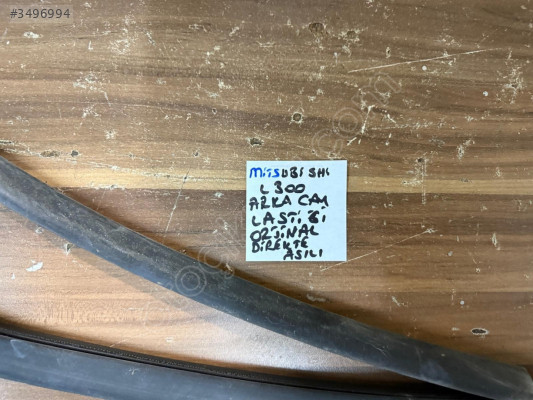 #3496994
MiTSUBISHi
L300
ARKA CAM
LASTİĞİ
ORJİNAL
DİREKTE
ASILI